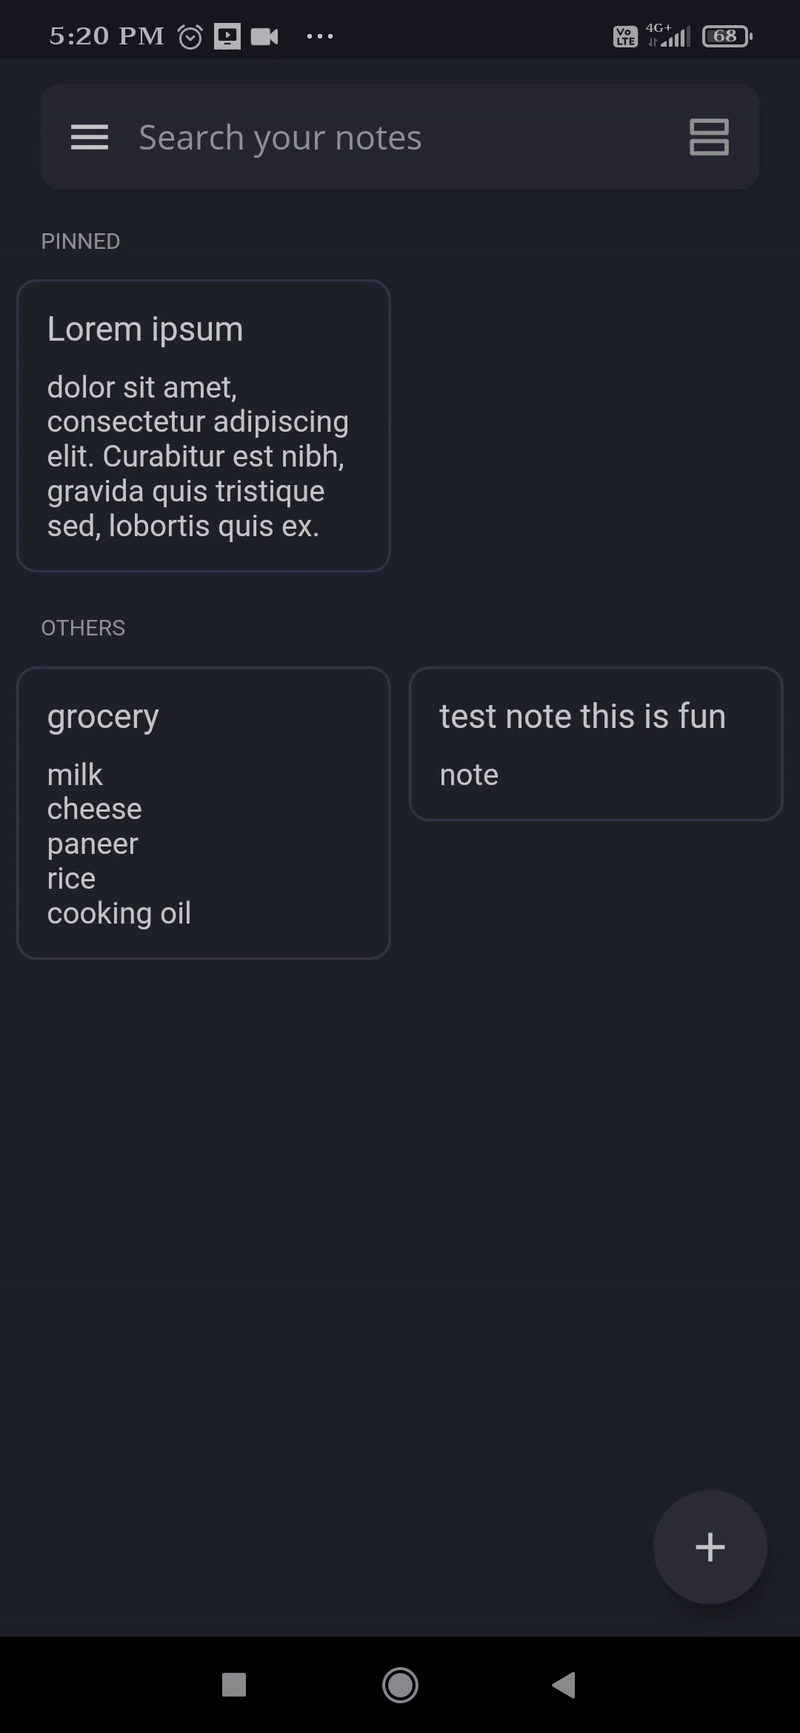 5:20 PM
Vo LTE
4G+
68
Search your notes
PINNED
Lorem ipsum
dolor sit amet,
consectetur adipiscing
elit. Curabitur est nibh,
gravida quis tristique
sed, lobortis quis ex.
OTHERS
grocery
milk
cheese
paneer
rice
cooking oil
test note this is fun
note